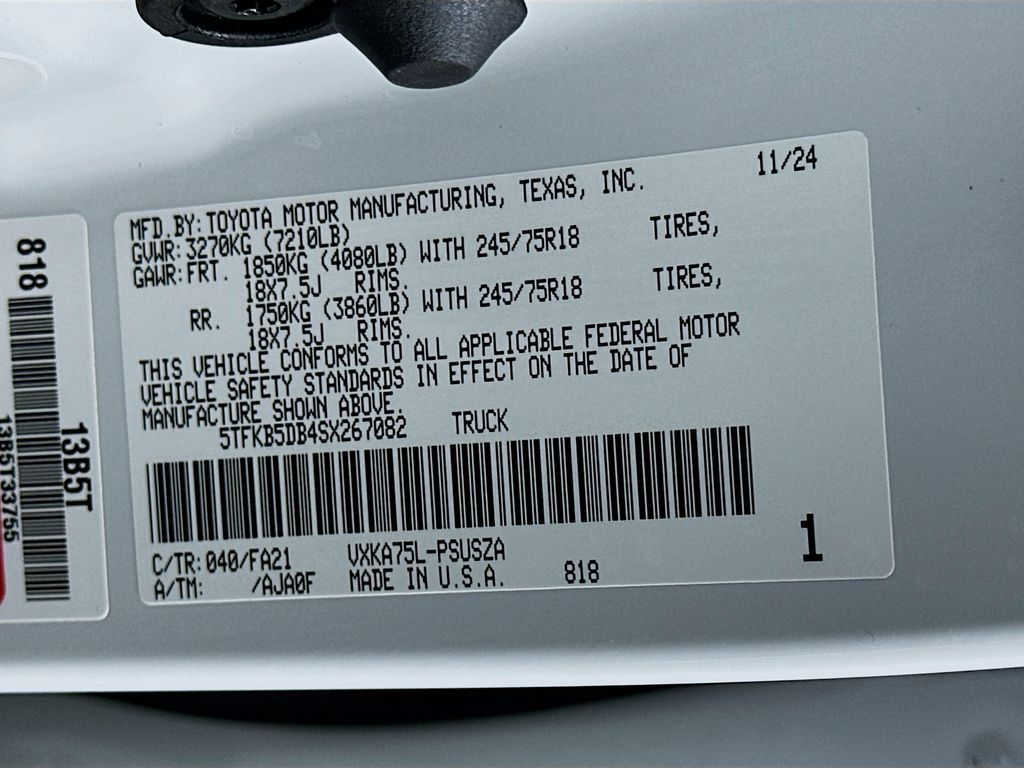 MFD.BY:TOYOTA MOTOR MANUFACTURING, TEXAS, INC. 11/24
GVWR:3270KG (7210LB)
GAWR:FRT. 1850KG (4080LB) WITH 245/75R18 TIRES,
18X7.5J RIMS.
RR. 1750KG (3860LB) WITH 245/75R18 TIRES,
18X7.5J RIMS.
THIS VEHICLE CONFORMS TO ALL APPLICABLE FEDERAL MOTOR
VEHICLE SAFETY STANDARDS IN EFFECT ON THE DATE OF
MANUFACTURE SHOWN ABOVE.
5TFKB5DB4SX267082 TRUCK
C/TR:040/FA21 VXKA75L-PSUSZA
A/TM: /AJA0F MADE IN U.S.A. 818
1
818
13B5T
13B5T33755